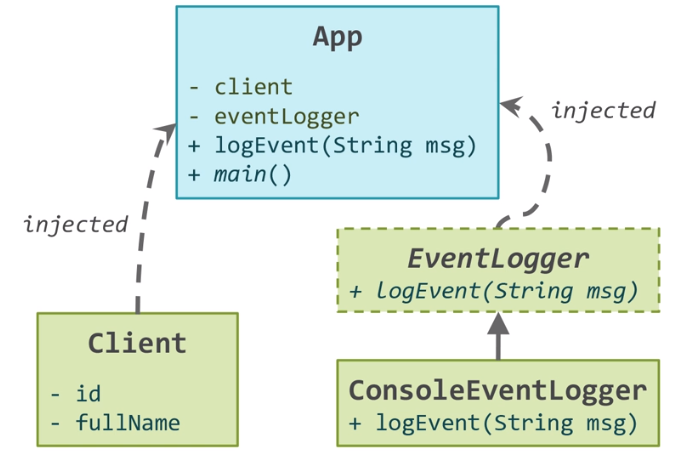 App
- client
- eventLogger
+ logEvent(String msg)
+ main()
injected
injected
EventLogger
+ logEvent(String msg)
Client
- id
- fullName
ConsoleEventLogger
+ logEvent(String msg)